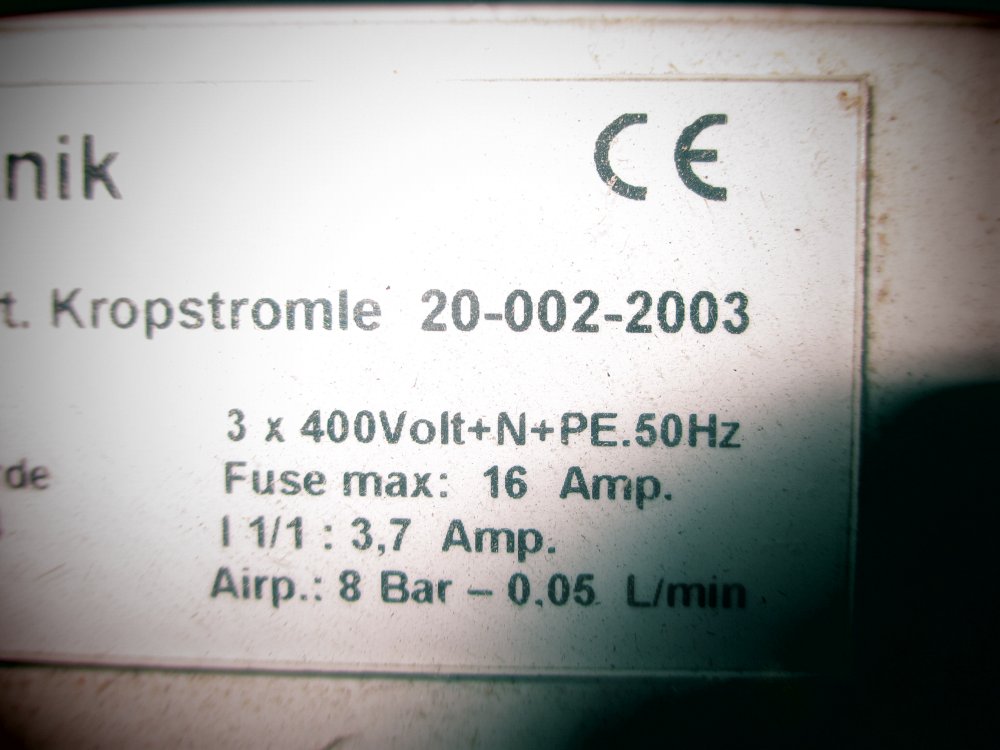 nik CE
t. Kropstromle 20-002-2003
3 x 400Volt+N+PE.50Hz
rde Fuse max: 16 Amp.
I 1/1 : 3,7 Amp.
Airp.: 8 Bar – 0,05 L/min